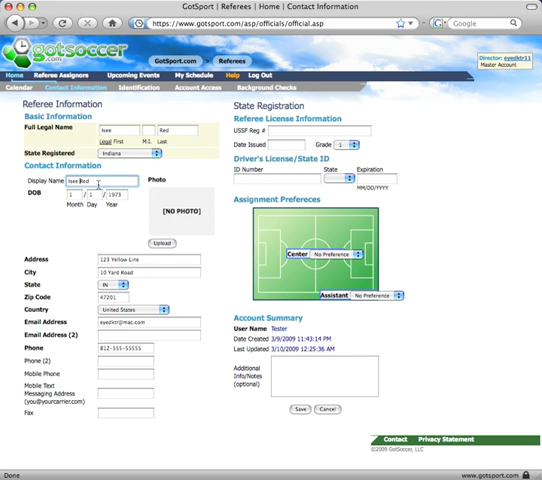 GotSport | Referees | Home | Contact Information
https://www.gotsport.com/asp/officials/official.asp
Google
gotsoccer
.com
GotSport.com
Referees
Director: eyedktr11
Master Account
Home Referee Assignors Upcoming Events My Schedule Help Log Out
Calendar Contact Information Identification Account Access Background Checks
Referee Information
Basic Information
Full Legal Name Isee Red
Legal First M.I. Last
State Registered Indiana
Contact Information
Display Name Isee Red
Photo
DOB 1 / 1 / 1973
Month Day Year
[NO PHOTO]
Upload
Address 123 Yellow Line
City 10 Yard Road
State IN
Zip Code 47201
Country United States
Email Address eyedktr@mac.com
Email Address (2)
Phone 812-555-55555
Phone (2)
Mobile Phone
Mobile Text
Messaging Address
(you@yourcarrier.com)
Fax
State Registration
Referee License Information
USSF Reg #
Date Issued Grade 1
Driver's License/State ID
ID Number State Expiration
MM/DD/YYYY
Assignment Prefereces
Center No Preference
Assistant No Preference
Account Summary
User Name Tester
Date Created 3/9/2009 11:43:14 PM
Last Updated 3/10/2009 12:25:36 AM
Additional
Info/Notes
(optional)
Save Cancel
Contact Privacy Statement
©2009 GotSoccer, LLC
Done
www.gotsport.com